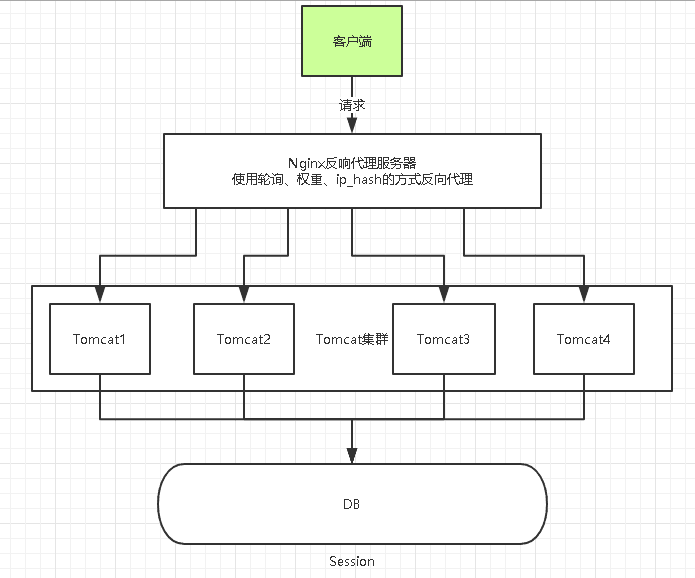 客户端
请求
Nginx反响代理服务器
使用轮询、权重、ip_hash的方式反向代理
Tomcat1
Tomcat2
Tomcat集群
Tomcat3
Tomcat4
DB
Session